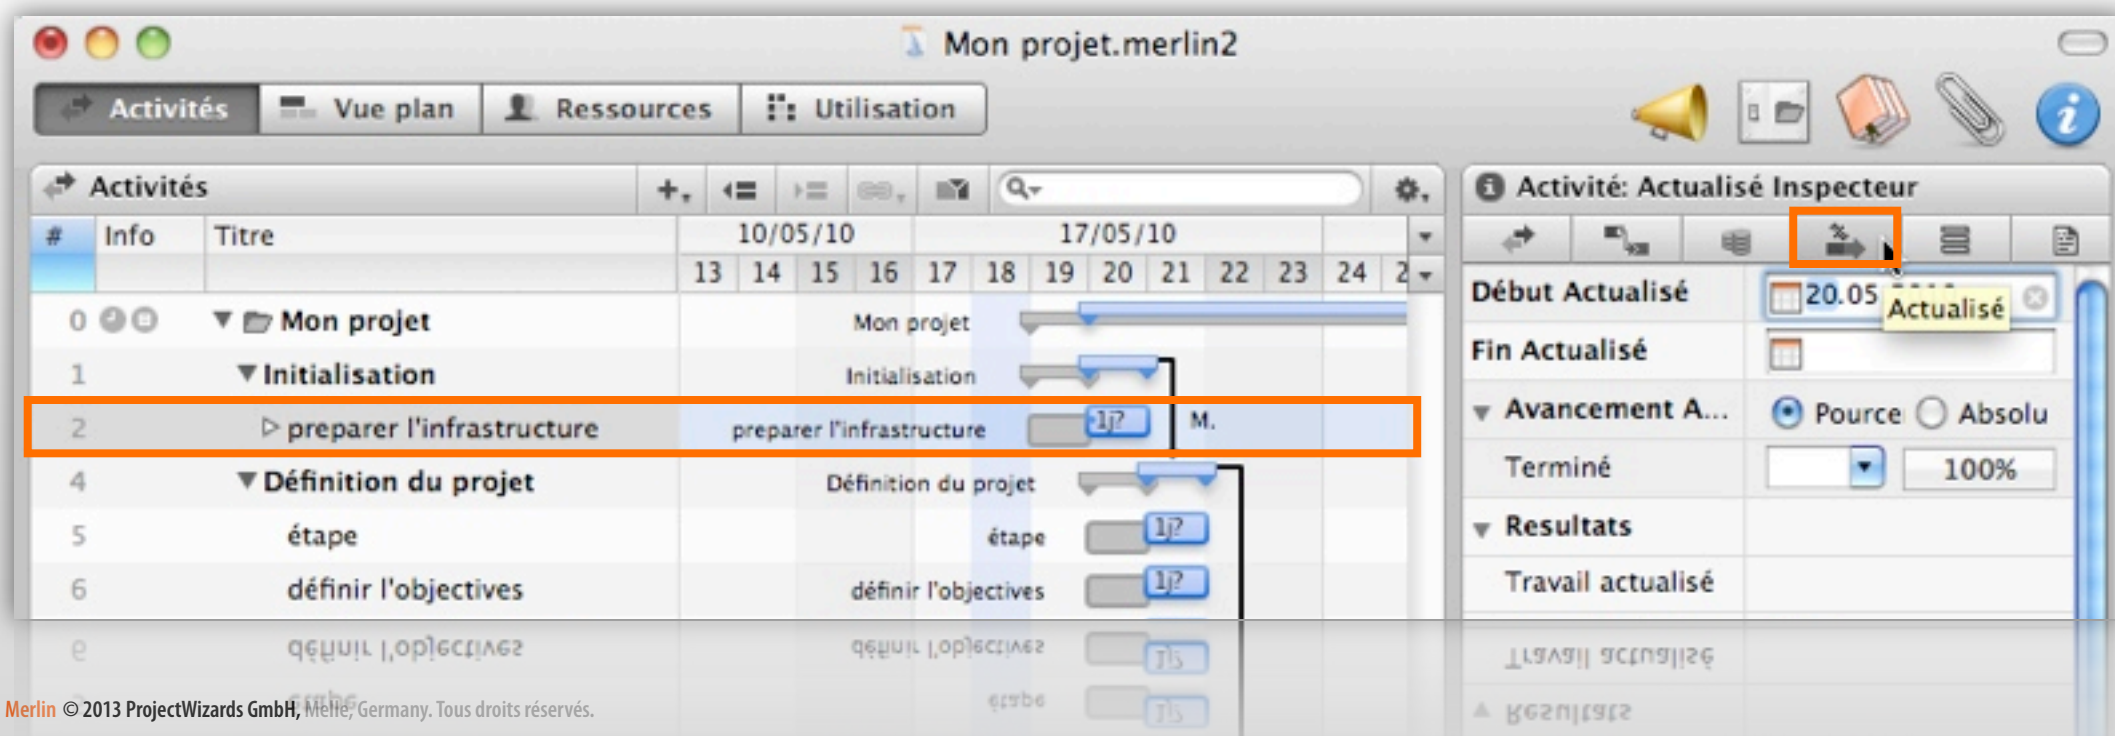 Mon projet.merlin2
Activités Vue plan Ressources Utilisation
Activités
Activité: Actualisé Inspecteur
# Info Titre 10/05/10 17/05/10
13 14 15 16 17 18 19 20 21 22 23 24 2
Début Actualisé 20.05
Actualisé
0 Mon projet Mon projet
Fin Actualisé
1 Initialisation Initialisation
Avancement A... Pource Absolu
2 preparer l'infrastructure preparer l'infrastructure 1j? M.
Terminé 100%
4 Définition du projet Définition du projet
Resultats
5 étape étape 1j?
Travail actualisé
6 définir l'objectives définir l'objectives 1j?
Merlin © 2013 ProjectWizards GmbH, Melle, Germany. Tous droits réservés.